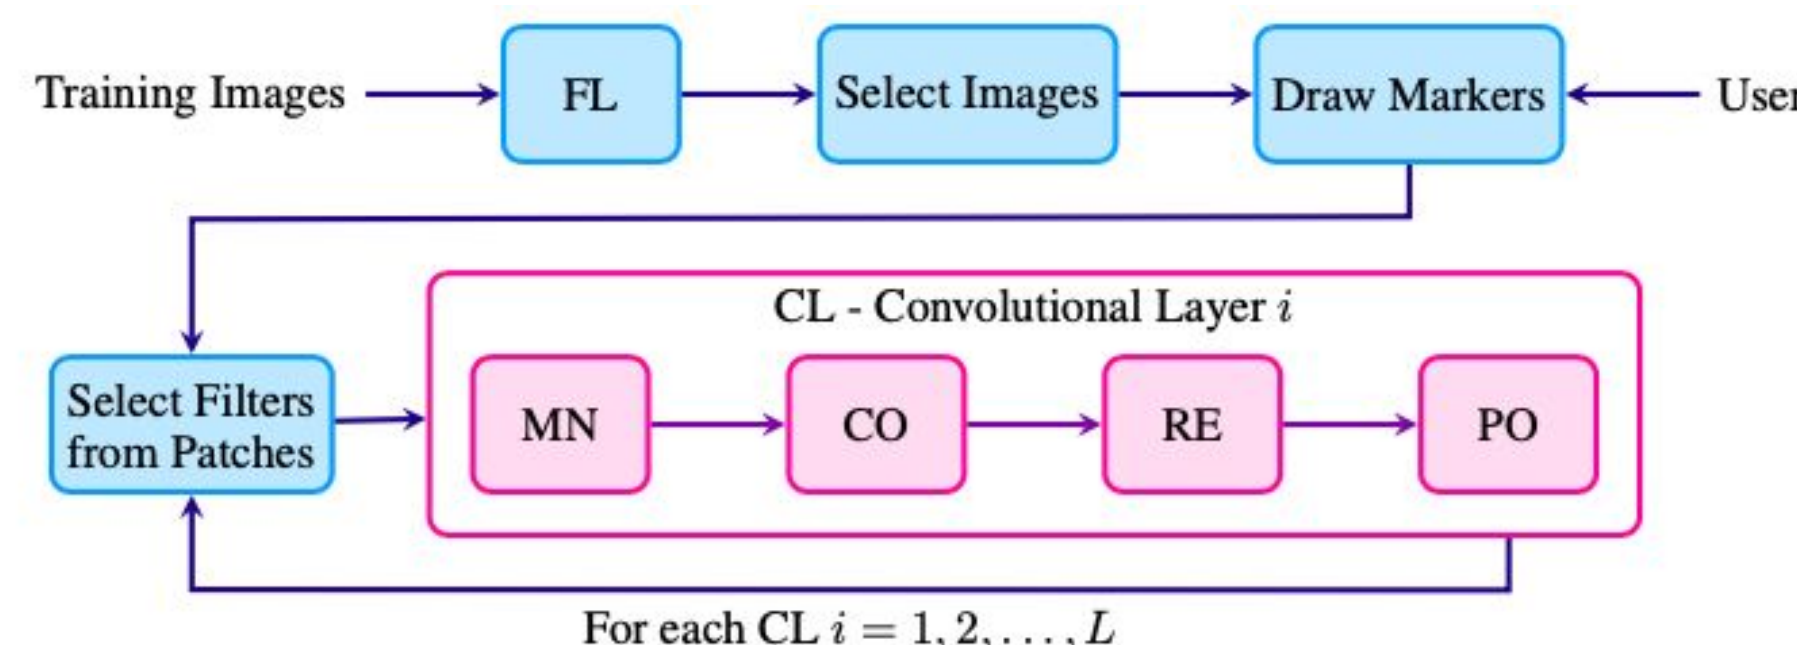 Training Images
FL
Select Images
Draw Markers
User
CL - Convolutional Layer i
Select Filters
from Patches
MN
CO
RE
PO
For each CL i = 1, 2, . . . , L